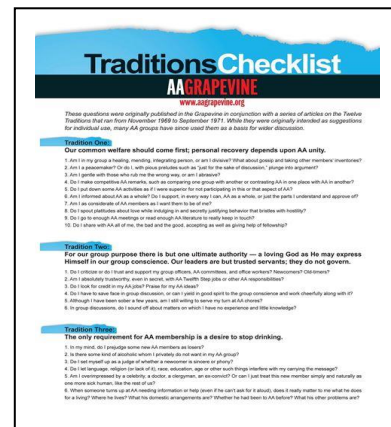 TraditionsChecklist
AAGRAPEVINE
www.aagrapevine.org
These questions were originally published in the Grapevine in conjunction with a series of articles on the Twelve
Traditions that ran from November 1969 to September 1971. While they were originally intended as suggestions
for individual use, many AA groups have since used them as a basis for wider discussion.
Tradition One:
Our common welfare should come first; personal recovery depends upon AA unity.
1. Am I in my group a healing, mending, integrating person, or am I divisive? What about gossip and taking other members' inventories?
2. Am I a peacemaker? Or do I, with pious preludes such as "just for the sake of discussion," plunge into argument?
3. Am I gentle with those who rub me the wrong way, or am I abrasive?
4. Do I make competitive AA remarks, such as comparing one group with another or contrasting AA in one place with AA in another?
5. Do I put down some AA activities as if I were superior for not participating in this or that aspect of AA?
6. Am I informed about AA as a whole? Do I support, in every way I can, AA as a whole, or just the parts I understand and approve of?
7. Am I as considerate of AA members as I want them to be of me?
8. Do I spout platitudes about love while indulging in and secretly justifying behavior that bristles with hostility?
9. Do I go to enough AA meetings or read enough AA literature to really keep in touch?
10. Do I share with AA all of me, the bad and the good, accepting as well as giving help of fellowship?
Tradition Two:
For our group purpose there is but one ultimate authority — a loving God as He may express
Himself in our group conscience. Our leaders are but trusted servants; they do not govern.
1. Do I criticize or do I trust and support my group officers, AA committees, and office workers? Newcomers? Old-timers?
2. Am I absolutely trustworthy, even in secret, with AA Twelfth Step jobs or other AA responsibilities?
3. Do I look for credit in my AA jobs? Praise for my AA ideas?
4. Do I have to save face in group discussion, or can I yield in good spirit to the group conscience and work cheerfully along with it?
5. Although I have been sober a few years, am I still willing to serve my turn at AA chores?
6. In group discussions, do I sound off about matters on which I have no experience and little knowledge?
Tradition Three:
The only requirement for AA membership is a desire to stop drinking.
1. In my mind, do I prejudge some new AA members as losers?
2. Is there some kind of alcoholic whom I privately do not want in my AA group?
3. Do I set myself up as a judge of whether a newcomer is sincere or phony?
4. Do I let language, religion (or lack of it), race, education, age or other such things interfere with my carrying the message?
5. Am I overimpressed by a celebrity, a doctor, a clergyman, an ex-convict? Or can I just treat this new member simply and naturally as
one more sick human, like the rest of us?
6. When someone turns up at AA needing information or help (even if he can't ask for it aloud), does it really matter to me what he does
for a living? Where he lives? What his domestic arrangements are? Whether he had been to AA before? What his other problems are?